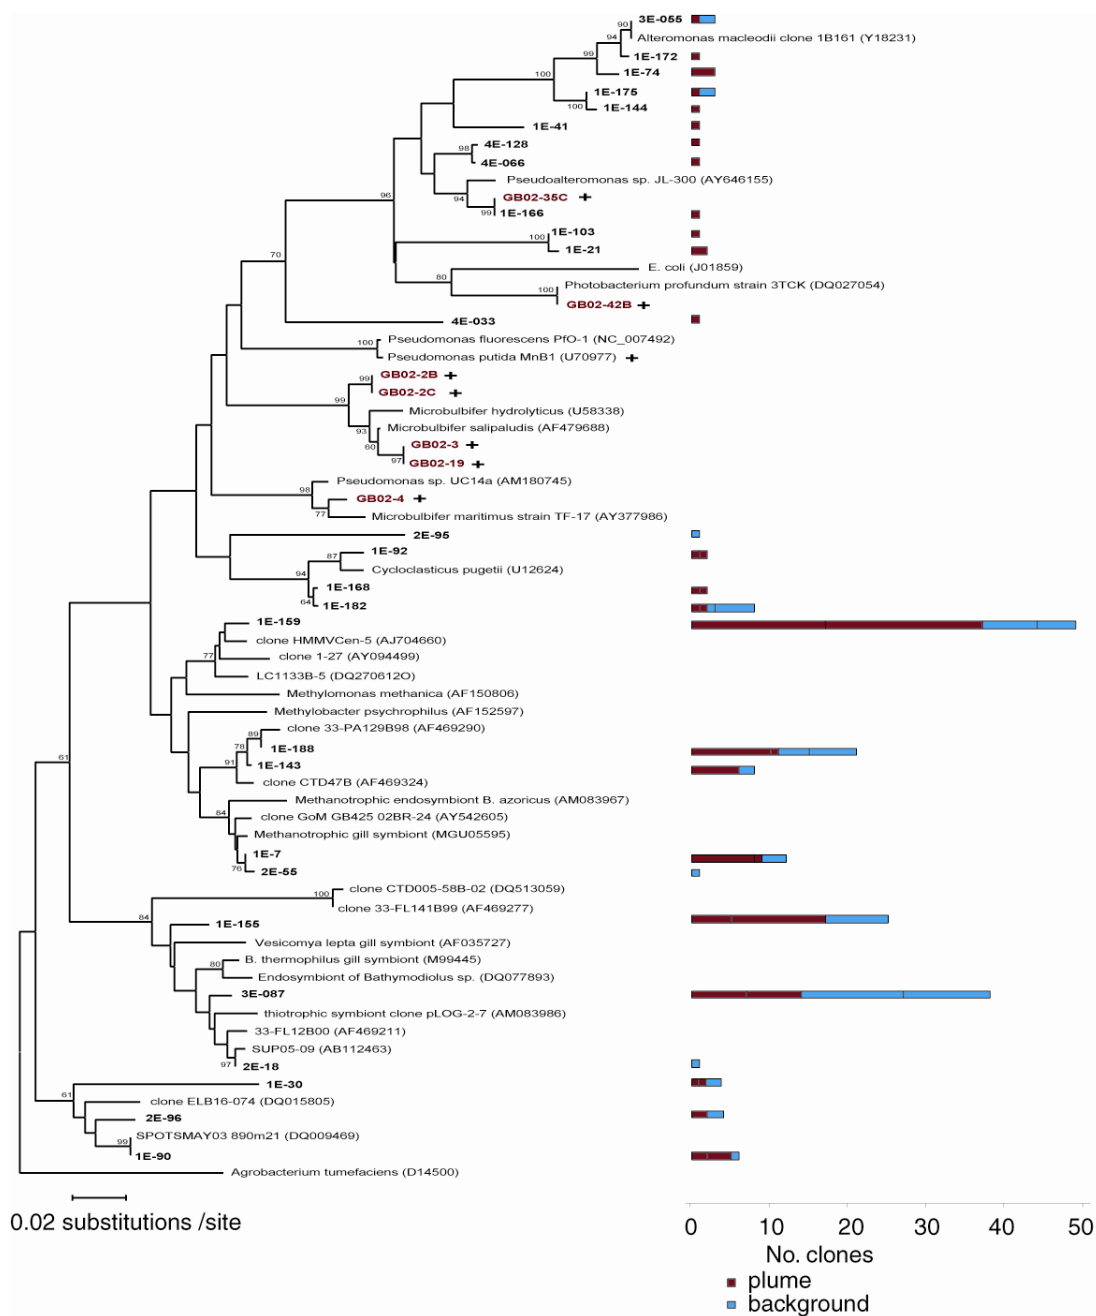 3E-055
90
Alteromonas macleodii clone 1B161 (Y18231)
94
1E-172
99
1E-74
100
1E-175
100
1E-144
1E-41
4E-128
98
4E-066
Pseudoalteromonas sp. JL-300 (AY646155)
96
94
GB02-35C +
99
1E-166
1E-103
100
1E-21
70
E. coli (J01859)
80
Photobacterium profundum strain 3TCK (DQ027054)
100
GB02-42B +
4E-033
Pseudomonas fluorescens PfO-1 (NC_007492)
100
Pseudomonas putida MnB1 (U70977) +
GB02-2B +
99
GB02-2C +
99
Microbulbifer hydrolyticus (U58338)
93
Microbulbifer salipaludis (AF479688)
60
GB02-3 +
97
GB02-19 +
Pseudomonas sp. UC14a (AM180745)
98
GB02-4 +
77
Microbulbifer maritimus strain TF-17 (AY377986)
2E-95
1E-92
87
Cycloclasticus pugetii (U12624)
94
1E-168
64
1E-182
1E-159
clone HMMVCen-5 (AJ704660)
77
clone 1-27 (AY094499)
LC1133B-5 (DQ270612O)
Methylomonas methanica (AF150806)
Methylobacter psychrophilus (AF152597)
clone 33-PA129B98 (AF469290)
89
78
1E-188
61
91
1E-143
clone CTD47B (AF469324)
Methanotrophic endosymbiont B. azoricus (AM083967)
84
clone GoM GB425 02BR-24 (AY542605)
Methanotrophic gill symbiont (MGU05595)
1E-7
76
2E-55
clone CTD005-58B-02 (DQ513059)
100
clone 33-FL141B99 (AF469277)
84
1E-155
Vesicomya lepta gill symbiont (AF035727)
B. thermophilus gill symbiont (M99445)
80
Endosymbiont of Bathymodiolus sp. (DQ077893)
3E-087
thiotrophic symbiont clone pLOG-2-7 (AM083986)
33-FL12B00 (AF469211)
SUP05-09 (AB112463)
97
2E-18
1E-30
61
clone ELB16-074 (DQ015805)
2E-96
SPOTSMAY03 890m21 (DQ009469)
99
1E-90
Agrobacterium tumefaciens (D14500)
0.02 substitutions /site
0 10 20 30 40 50
No. clones
plume
background